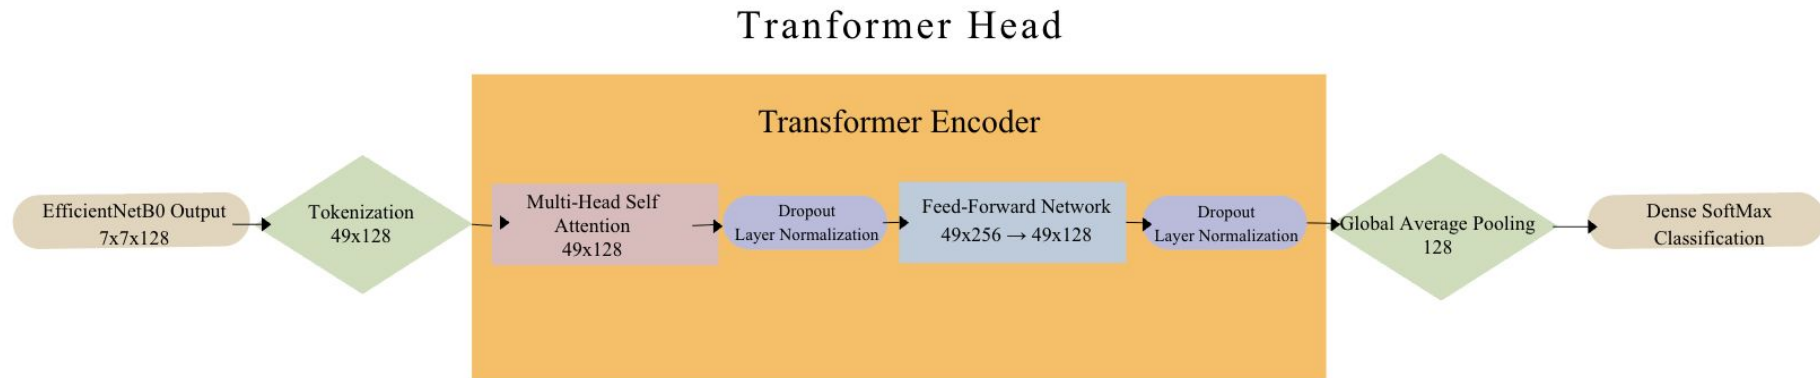 Tranformer Head
Transformer Encoder
EfficientNetB0 Output
7x7x128
Tokenization
49x128
Multi-Head Self
Attention
49x128
Dropout
Layer Normalization
Feed-Forward Network
49x256 → 49x128
Dropout
Layer Normalization
Global Average Pooling
128
Dense SoftMax
Classification